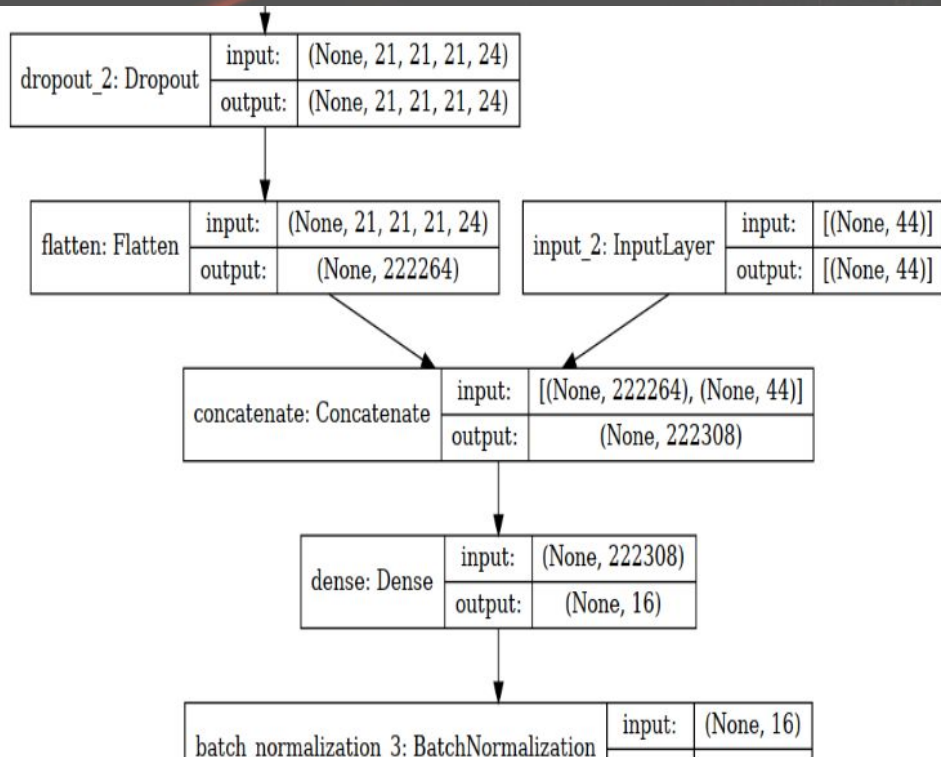 dropout_2: Dropout
input: (None, 21, 21, 21, 24)
output: (None, 21, 21, 21, 24)
flatten: Flatten
input: (None, 21, 21, 21, 24)
output: (None, 222264)
input_2: InputLayer
input: [(None, 44)]
output: [(None, 44)]
concatenate: Concatenate
input: [(None, 222264), (None, 44)]
output: (None, 222308)
dense: Dense
input: (None, 222308)
output: (None, 16)
batch_normalization_3: BatchNormalization
input: (None, 16)